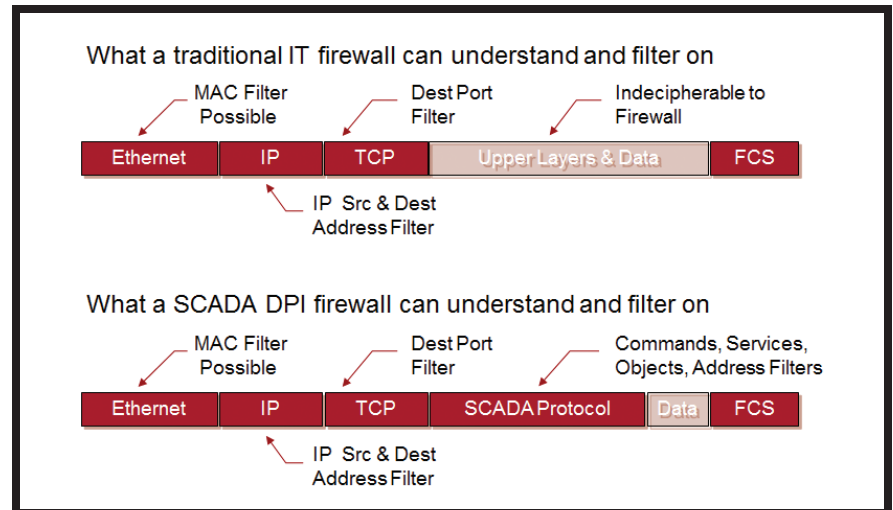 What a traditional IT firewall can understand and filter on
MAC Filter
Possible
Dest Port
Filter
Indecipherable to
Firewall
Ethernet
IP
TCP
Upper Layers & Data
FCS
IP Src & Dest
Address Filter
What a SCADA DPI firewall can understand and filter on
MAC Filter
Possible
Dest Port
Filter
Commands, Services,
Objects, Address Filters
Ethernet
IP
TCP
SCADA Protocol
Data
FCS
IP Src & Dest
Address Filter